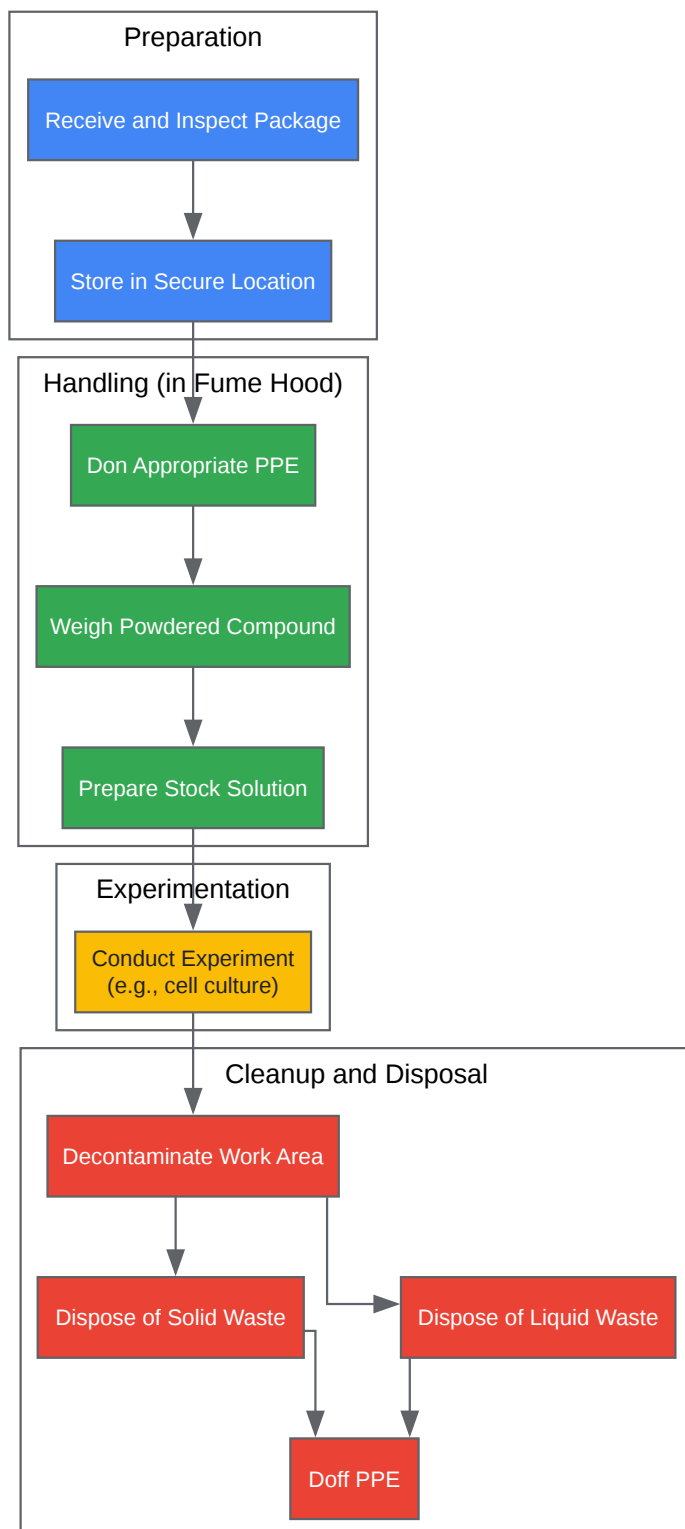 Preparation
Receive and Inspect Package
Store in Secure Location
Handling (in Fume Hood)
Don Appropriate PPE
Weigh Powdered Compound
Prepare Stock Solution
Experimentation
Conduct Experiment
(e.g., cell culture)
Cleanup and Disposal
Decontaminate Work Area
Dispose of Solid Waste
Dispose of Liquid Waste
Doff PPE